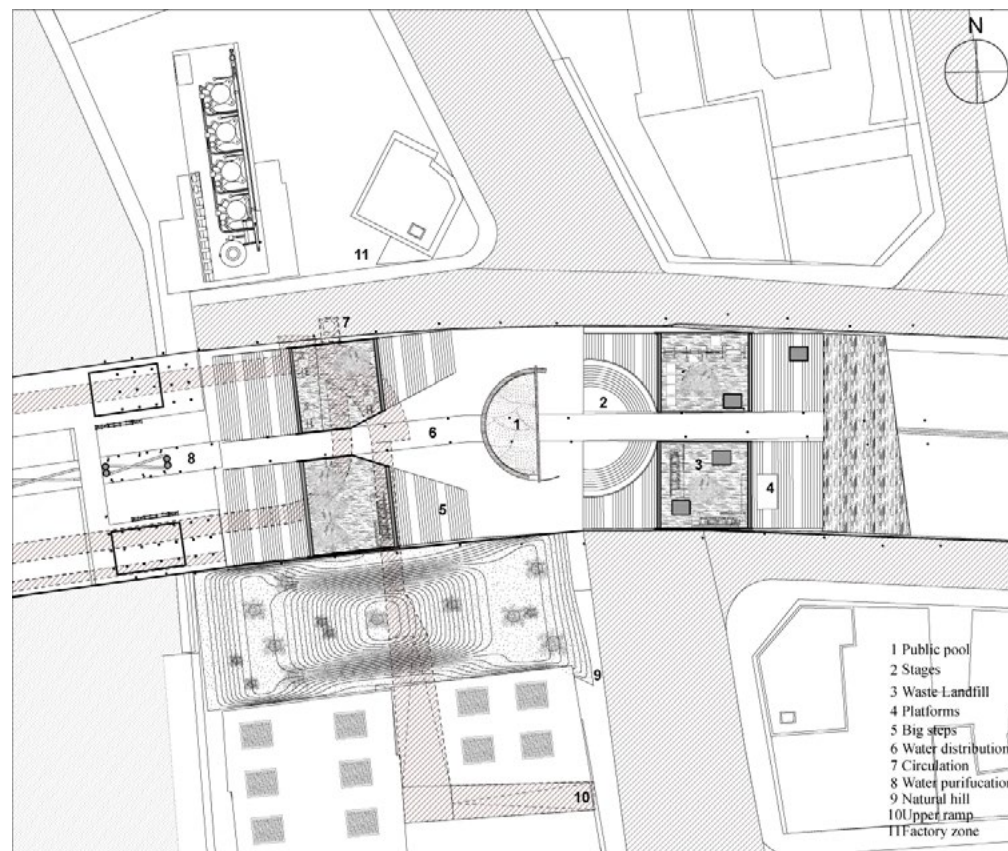 N
11
7
2
1
6
8
3
4
5
9
10
1 Public pool
2 Stages
3 Waste Landfill
4 Platforms
5 Big steps
6 Water distribution
7 Circulation
8 Water purifucation
9 Natural hill
10Upper ramp
11Factory zone